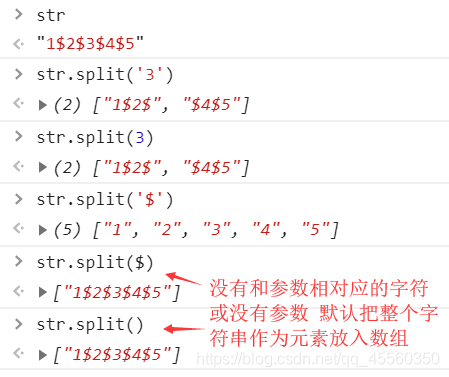 > str
<· "1$2$3$4$5"
> str.split('3')
<· ▶ (2) ["1$2$", "$4$5"]
> str.split(3)
<· ▶ (2) ["1$2$", "$4$5"]
> str.split('$')
<· ▶ (5) ["1", "2", "3", "4", "5"]
> str.split($)
<· ▶ ["1$2$3$4$5"]
> str.split()
<· ▶ ["1$2$3$4$5"]
没有和参数相对应的字符
或没有参数 默认把整个字
符串作为元素放入数组
https://blog.csdn.net/qq_45560350